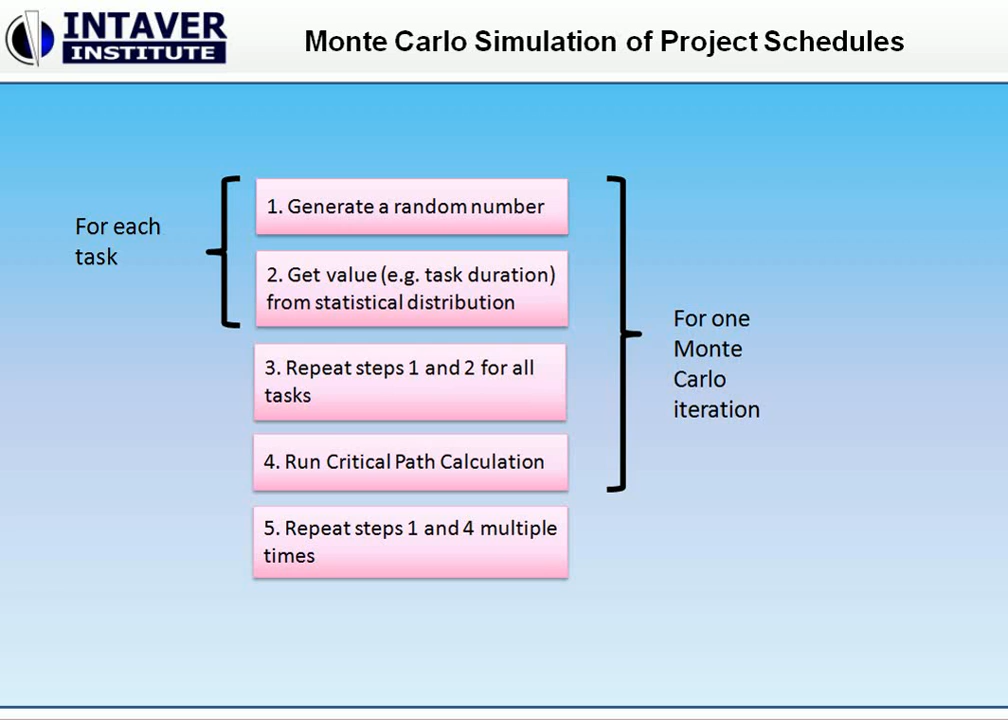 INTAVER
INSTITUTE
Monte Carlo Simulation of Project Schedules
For each
task
1. Generate a random number
2. Get value (e.g. task duration)
from statistical distribution
3. Repeat steps 1 and 2 for all
tasks
4. Run Critical Path Calculation
5. Repeat steps 1 and 4 multiple
times
For one
Monte
Carlo
iteration